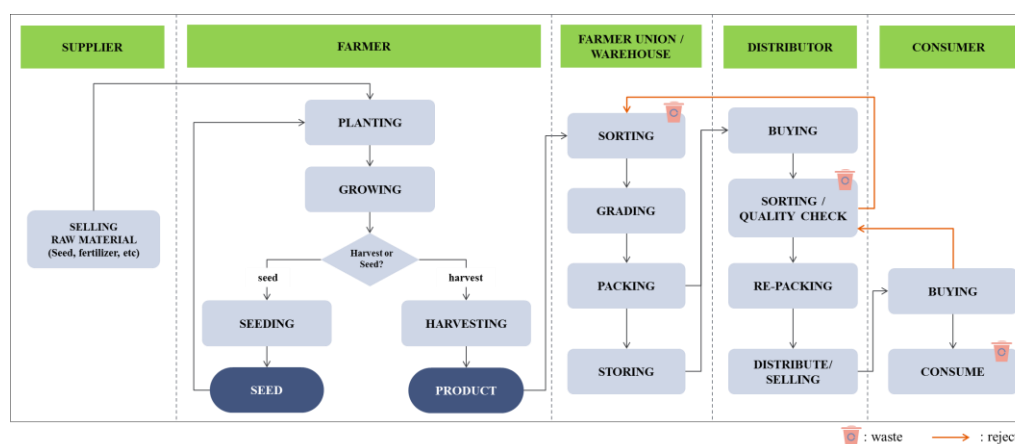 SUPPLIER
FARMER
FARMER UNION /
WAREHOUSE
DISTRIBUTOR
CONSUMER
SELLING
RAW MATERIAL
(Seed, fertilizer, etc)
PLANTING
GROWING
Harvest or
Seed?
seed
harvest
SEEDING
HARVESTING
SEED
PRODUCT
SORTING
GRADING
PACKING
STORING
BUYING
SORTING /
QUALITY CHECK
RE-PACKING
DISTRIBUTE/
SELLING
BUYING
CONSUME
: waste
: reject